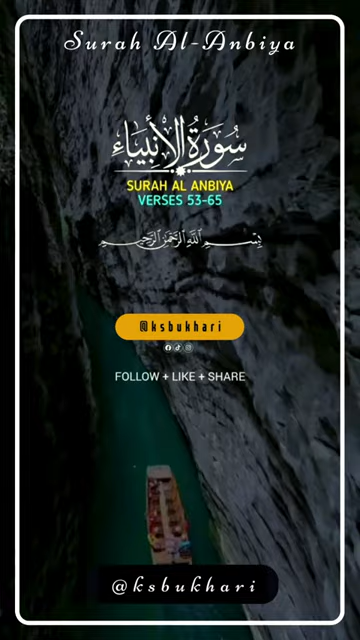 Surah Al-Anbiya
سُورَةُ الأَنْبِيَاء
SURAH AL ANBIYA
VERSES 53-65
بِسْمِ اللَّهِ الرَّحْمَٰنِ الرَّحِيمِ
@ksbukhari
FOLLOW + LIKE + SHARE
@ksbukhari